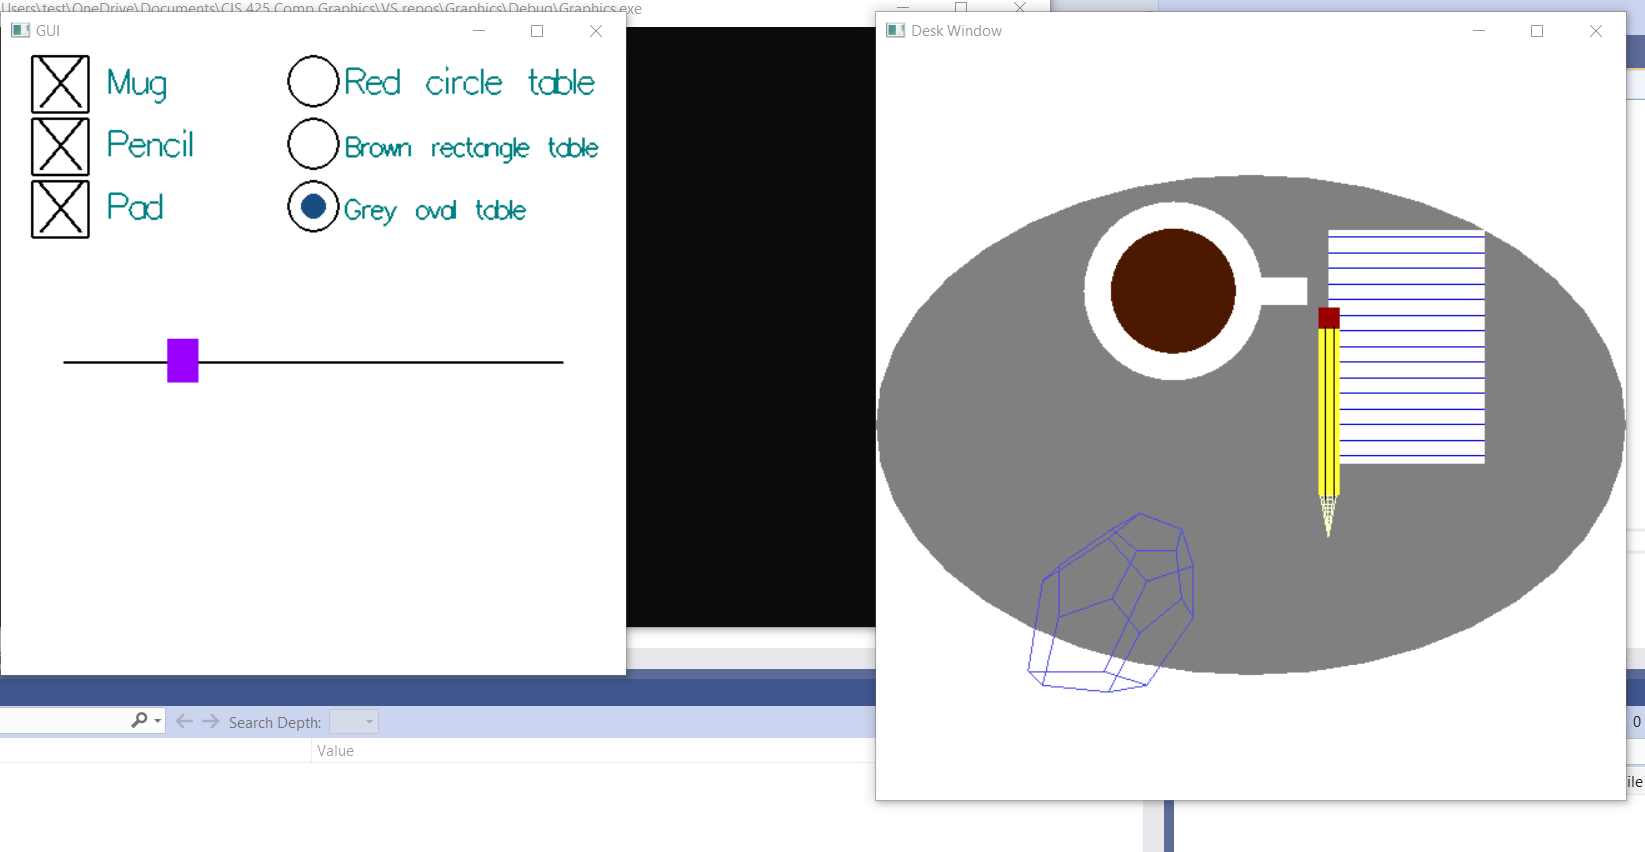 Users\test\OneDrive\Documents\CIS 425 Comp Graphics\VS repos\Graphics\Debug\Graphics.exe
GUI
Desk Window
Mug
Red circle table
Pencil
Brown rectangle table
Pad
Grey oval table
Search Depth:
0
Value
ile